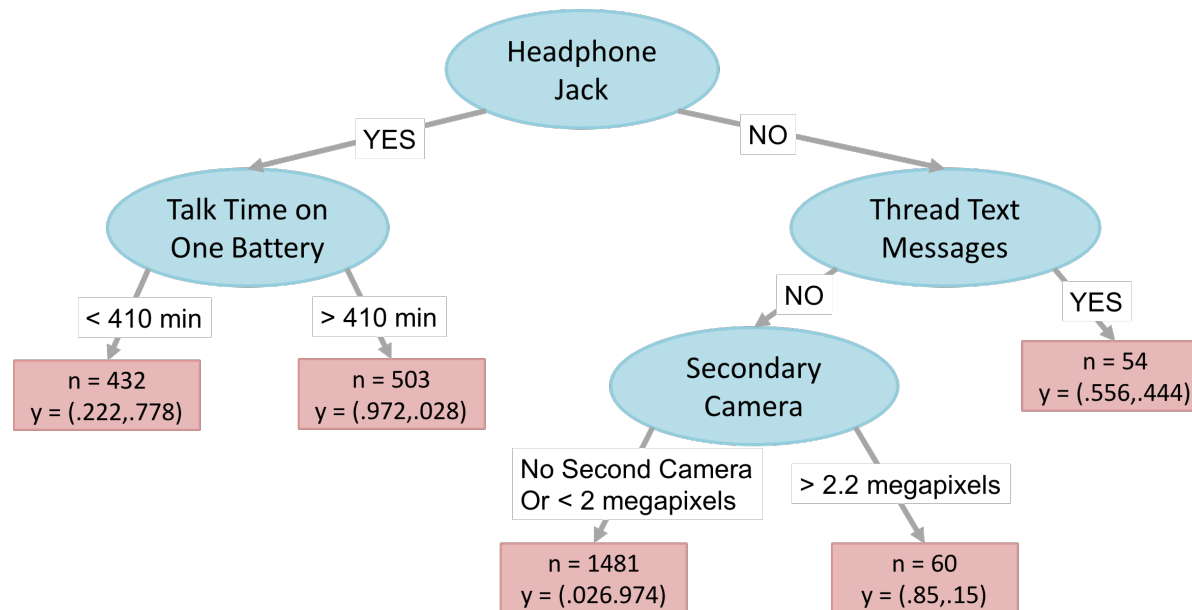 Headphone
Jack
YES
NO
Talk Time on
One Battery
Thread Text
Messages
< 410 min
> 410 min
NO
YES
n = 432
y = (.222,.778)
n = 503
y = (.972,.028)
Secondary
Camera
n = 54
y = (.556,.444)
No Second Camera
Or < 2 megapixels
> 2.2 megapixels
n = 1481
y = (.026.974)
n = 60
y = (.85,.15)